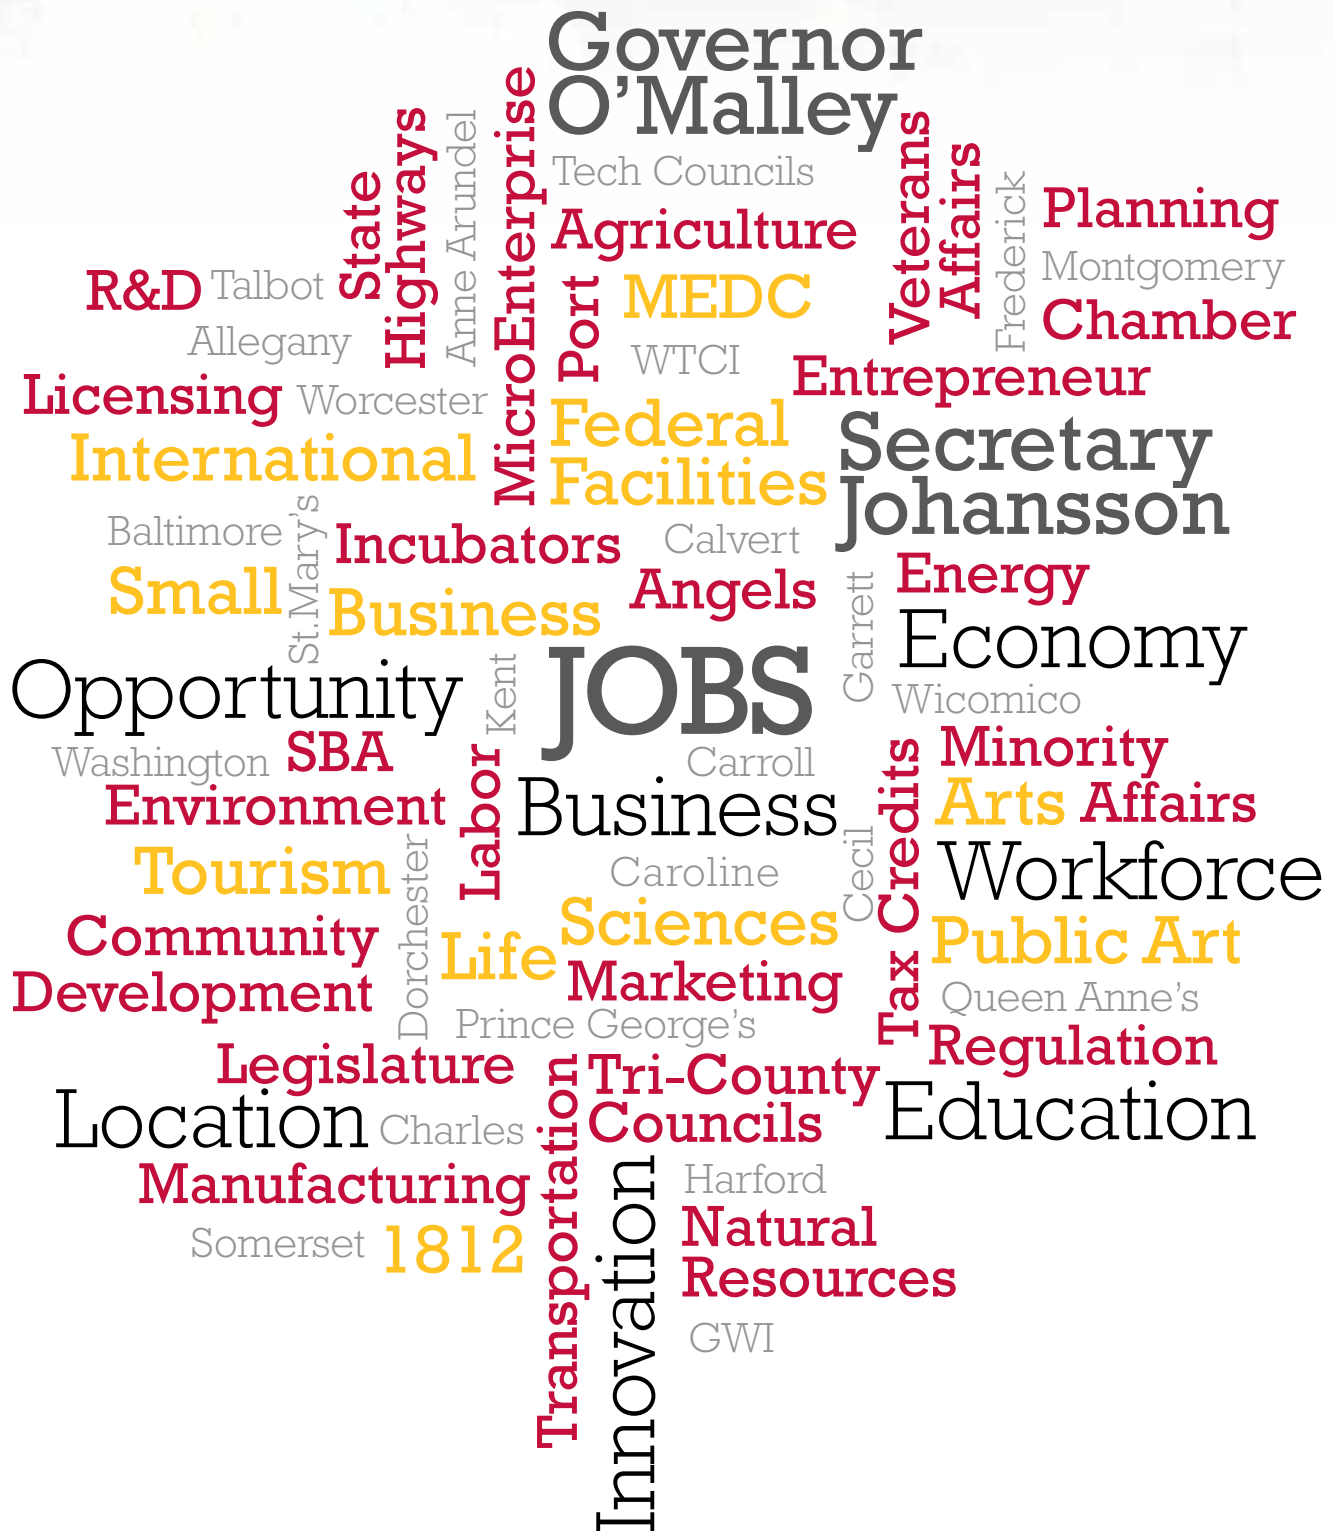 Governor
O’Malley
State
Highways
Anne Arundel
MicroEnterprise
Tech Councils
Agriculture
Veterans
Affairs
Frederick
Planning
Montgomery
Chamber
R&D
Talbot
Allegany
Port
MEDC
WTCI
Entrepreneur
Licensing
Worcester
International
Federal
Facilities
Secretary
Johansson
Baltimore
St.Mary’s
Incubators
Calvert
Small
Business
Angels
Garrett
Energy
Economy
Opportunity
Kent
JOBS
Wicomico
Washington
SBA
Labor
Carroll
Tax Credits
Minority
Arts
Affairs
Environment
Business
Tourism
Dorchester
Caroline
Cecil
Workforce
Community
Development
Life
Sciences
Marketing
Public Art
Queen Anne’s
Prince George’s
Regulation
Legislature
Transportation
Tri-County
Councils
Education
Location
Charles
Manufacturing
Innovation
Harford
Natural
Resources
Somerset
1812
GWI